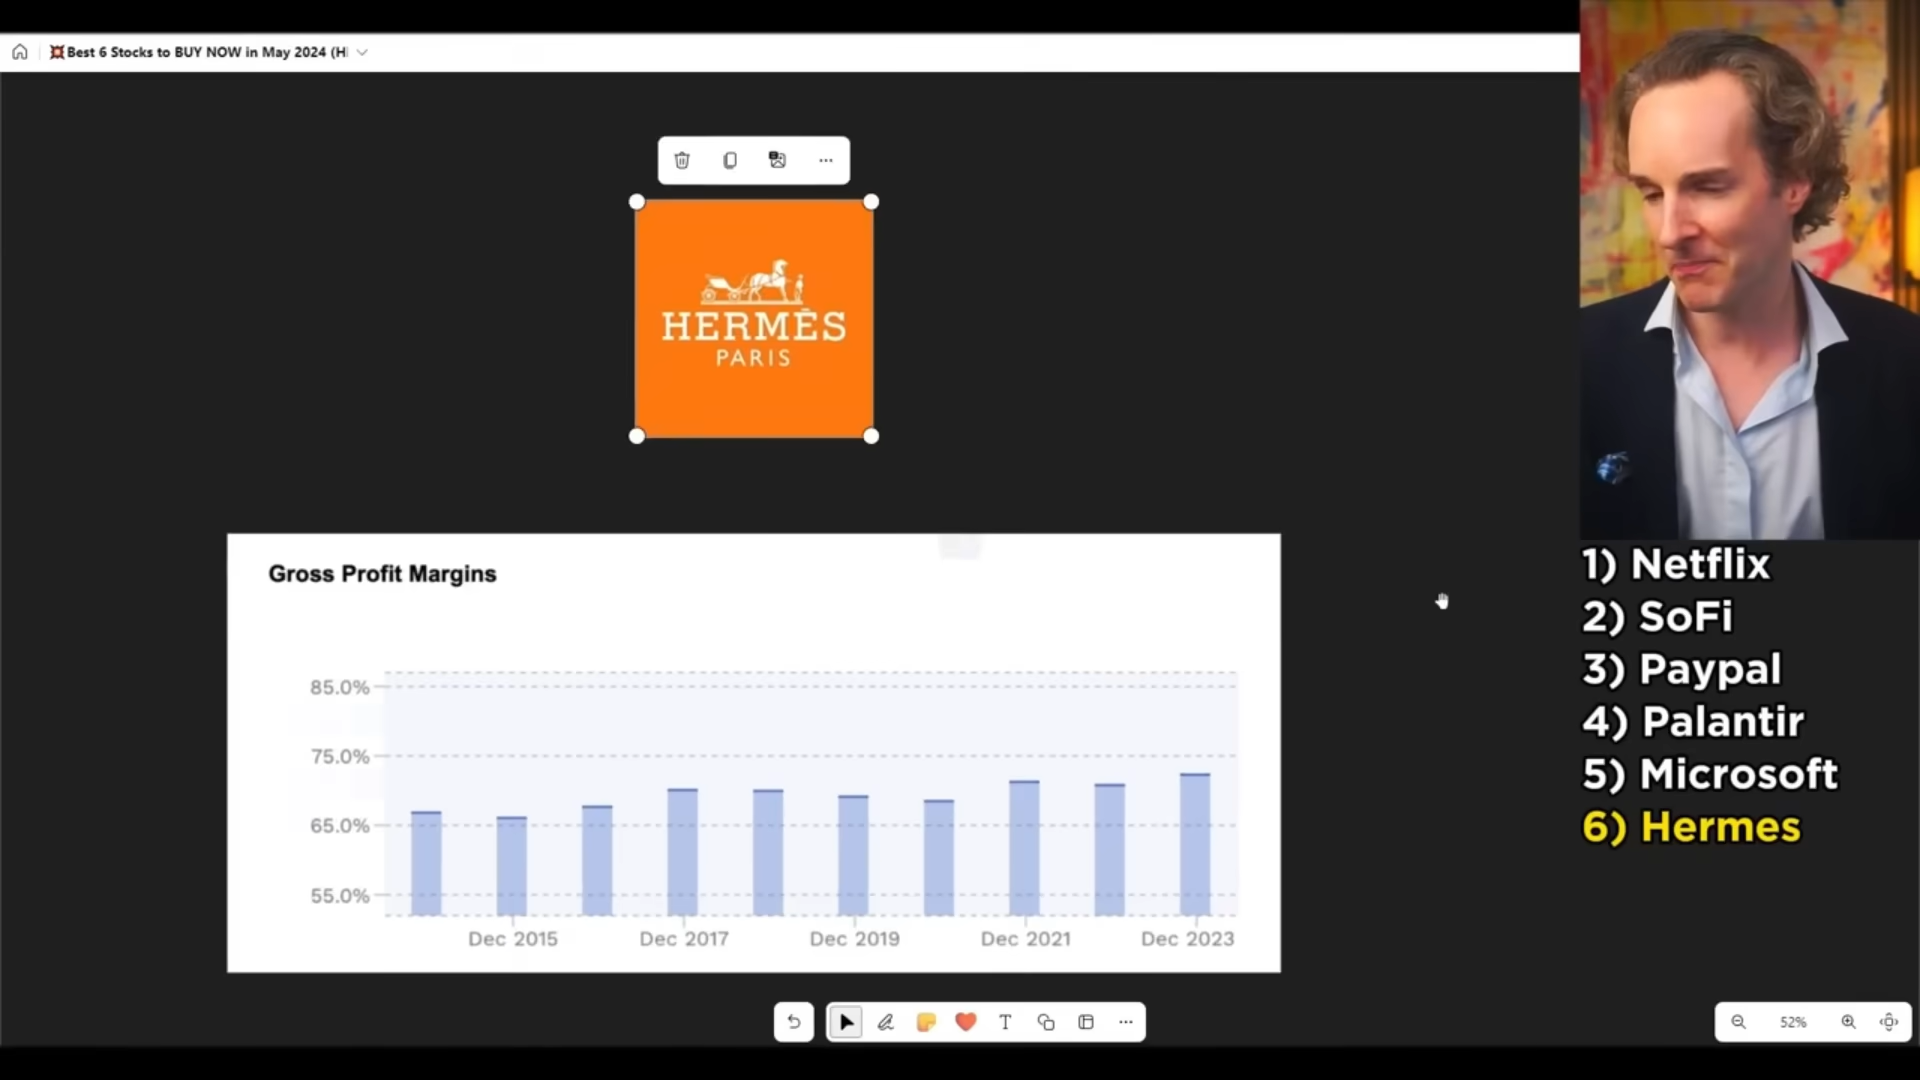 Best 6 Stocks to BUY NOW in May 2024 (H
HERMĒS
PARIS
Gross Profit Margins
85.0%
75.0%
65.0%
55.0%
Dec 2015
Dec 2017
Dec 2019
Dec 2021
Dec 2023
1) Netflix
2) SoFi
3) Paypal
4) Palantir
5) Microsoft
6) Hermes
T
52%